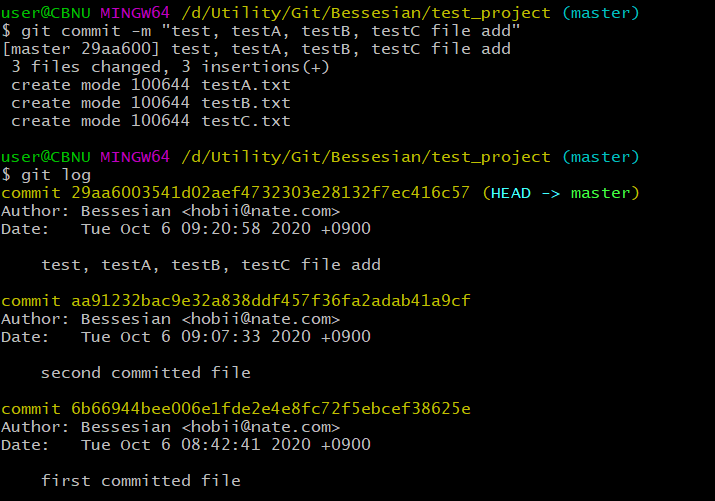 user@CBNU MINGW64 /d/Utility/Git/Bessesian/test_project (master)
$ git commit -m "test, testA, testB, testC file add"
[master 29aa600] test, testA, testB, testC file add
 3 files changed, 3 insertions(+)
 create mode 100644 testA.txt
 create mode 100644 testB.txt
 create mode 100644 testC.txt
user@CBNU MINGW64 /d/Utility/Git/Bessesian/test_project (master)
$ git log
commit 29aa6003541d02aef4732303e28132f7ec416c57 (HEAD -> master)
Author: Bessesian <hobii@nate.com>
Date:   Tue Oct 6 09:20:58 2020 +0900
    test, testA, testB, testC file add
commit aa91232bac9e32a838ddf457f36fa2adab41a9cf
Author: Bessesian <hobii@nate.com>
Date:   Tue Oct 6 09:07:33 2020 +0900
    second committed file
commit 6b66944bee006e1fde2e4e8fc72f5ebcef38625e
Author: Bessesian <hobii@nate.com>
Date:   Tue Oct 6 08:42:41 2020 +0900
    first committed file